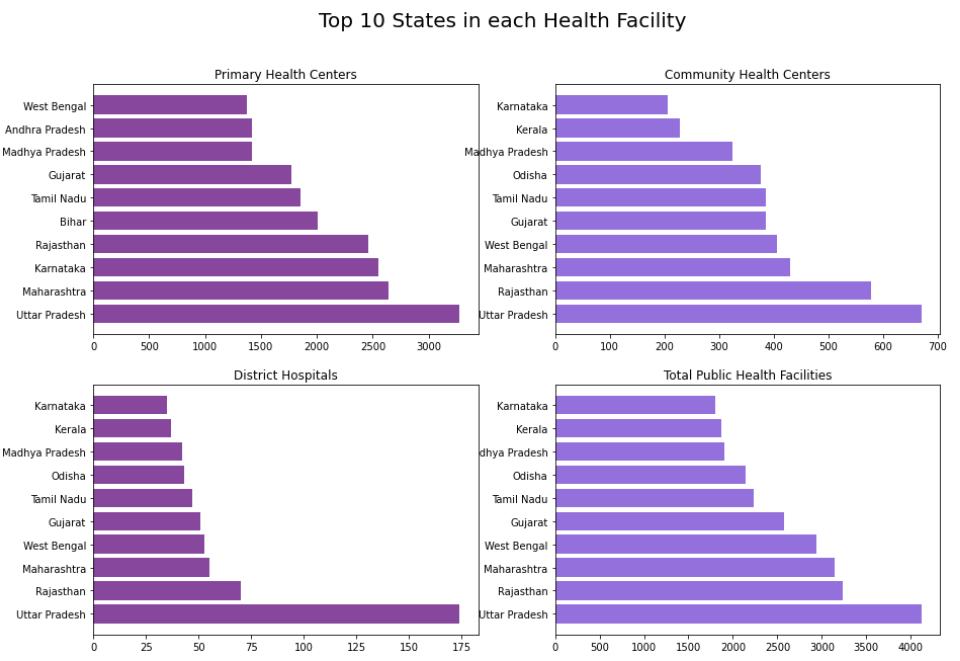 Top 10 States in each Health Facility
Primary Health Centers
West Bengal
Andhra Pradesh
Madhya Pradesh
Gujarat
Tamil Nadu
Bihar
Rajasthan
Karnataka
Maharashtra
Uttar Pradesh
0 500 1000 1500 2000 2500 3000
Community Health Centers
Karnataka
Kerala
Madhya Pradesh
Odisha
Tamil Nadu
Gujarat
West Bengal
Maharashtra
Rajasthan
Uttar Pradesh
0 100 200 300 400 500 600 700
District Hospitals
Karnataka
Kerala
Madhya Pradesh
Odisha
Tamil Nadu
Gujarat
West Bengal
Maharashtra
Rajasthan
Uttar Pradesh
0 25 50 75 100 125 150 175
Total Public Health Facilities
Karnataka
Kerala
dhya Pradesh
Odisha
Tamil Nadu
Gujarat
West Bengal
Maharashtra
Rajasthan
Uttar Pradesh
0 500 1000 1500 2000 2500 3000 3500 4000